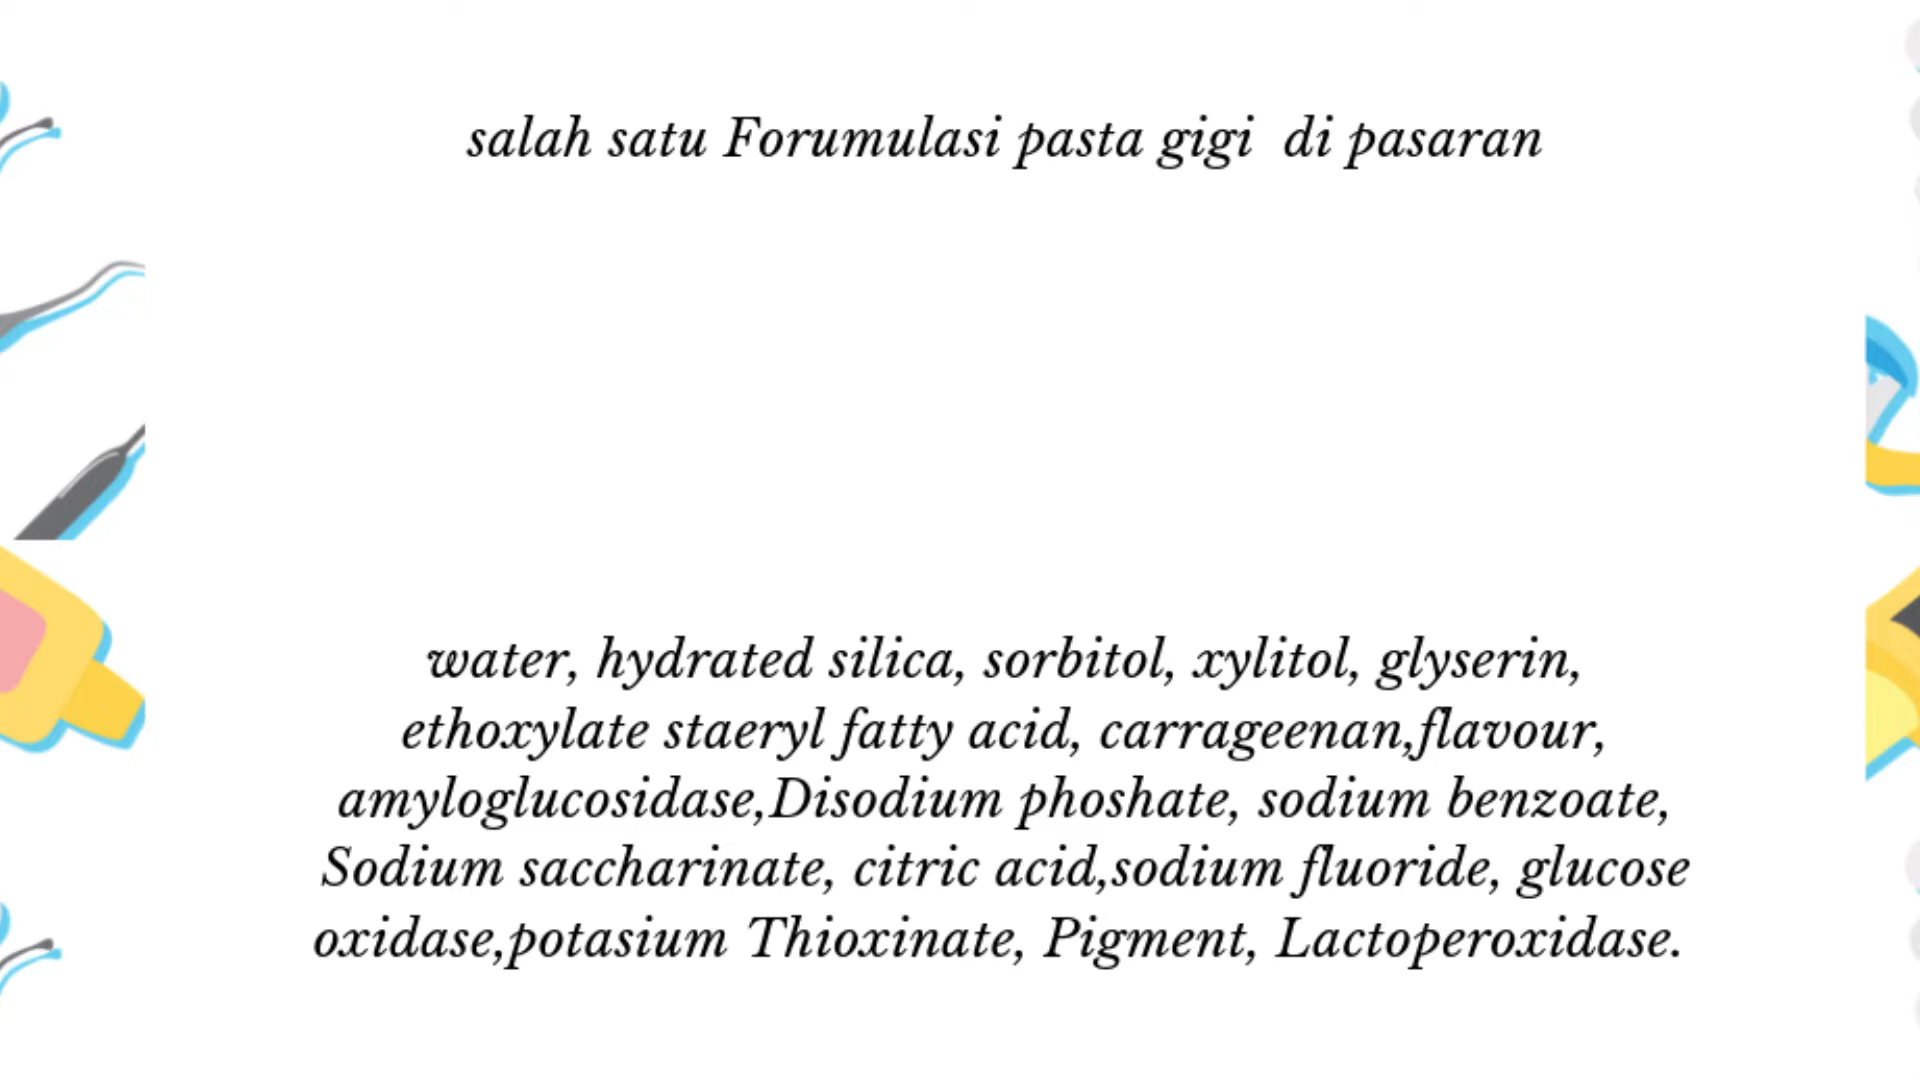 salah satu Forumulasi pasta gigi di pasaran
water, hydrated silica, sorbitol, xylitol, glyserin,
ethoxylate staeryl fatty acid, carrageenan,flavour,
amyloglucosidase,Disodium phoshate, sodium benzoate,
Sodium saccharinate, citric acid,sodium fluoride, glucose
oxidase,potasium Thioxinate, Pigment, Lactoperoxidase.